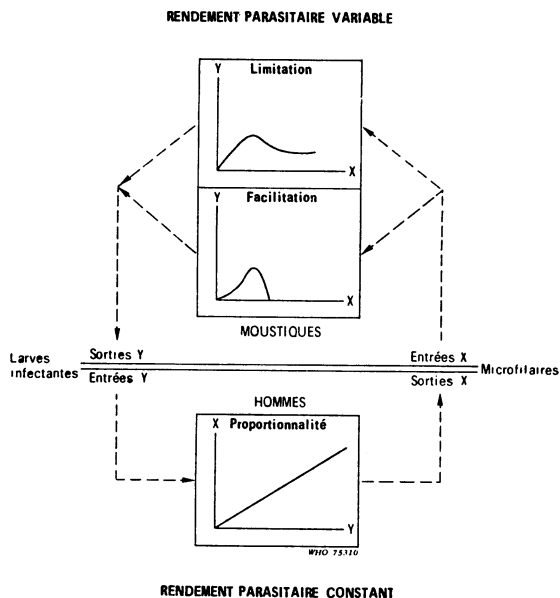 RENDEMENT PARASITAIRE VARIABLE
Y Limitation
X
Y Facilitation
X
MOUSTIQUES
Larves infectantes
Sorties Y
Entrées X
Entrées Y
Sorties X
Microfilaires
HOMMES
X Proportionnalité
Y
WHO 75310
RENDEMENT PARASITAIRE CONSTANT